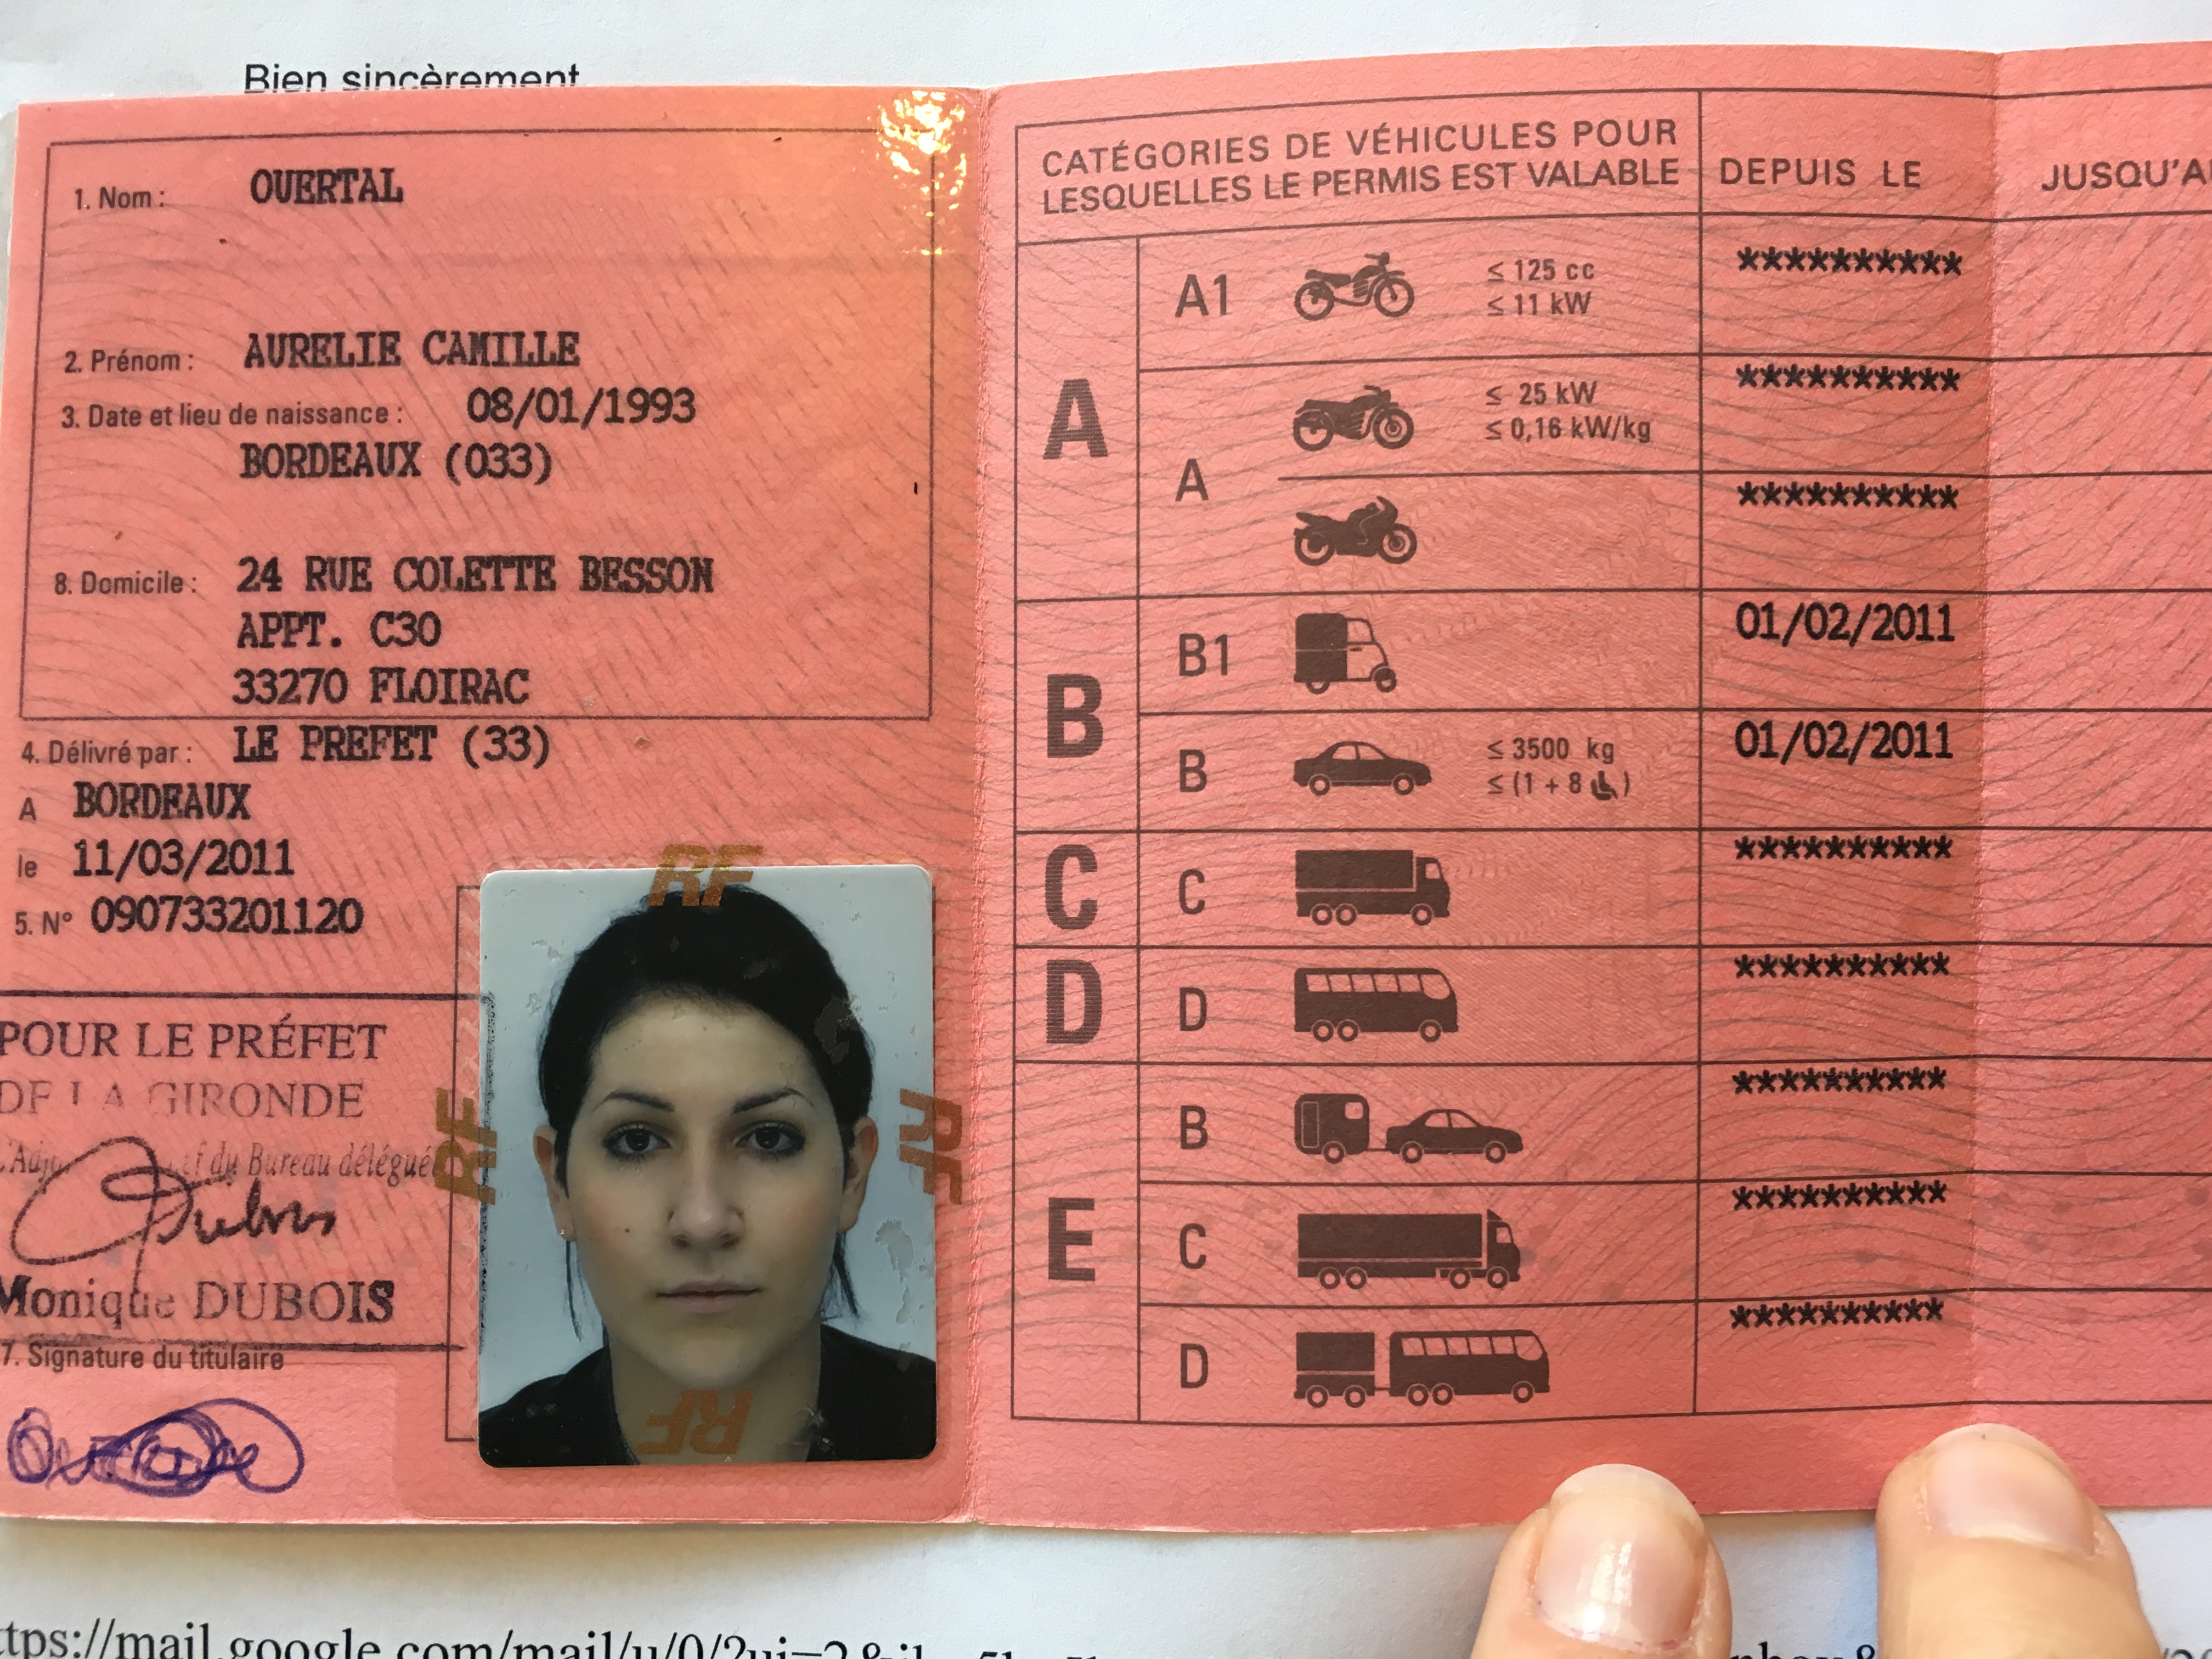 Bien sincèrement
1. Nom : OUERTAL
2. Prénom : AURELIE CAMILLE
3. Date et lieu de naissance : 08/01/1993
BORDEAUX (033)
8. Domicile : 24 RUE COLETTE BESSON
APPT. C30
33270 FLOIRAC
4. Délivré par : LE PREFET (33)
A BORDEAUX
le 11/03/2011
5. N° 090733201120
POUR LE PRÉFET
DE LA GIRONDE
du Bureau délégué
Dubois
Monique DUBOIS
7. Signature du titulaire
RF
RF
RF
RF
CATÉGORIES DE VÉHICULES POUR
LESQUELLES LE PERMIS EST VALABLE
DEPUIS LE
JUSQU'AU
A
A1 ≤ 125 cc
≤ 11 kW
**********
A ≤ 25 kW
≤ 0,16 kW/kg
**********
**********
B
B1 01/02/2011
B ≤ 3500 kg
≤ (1 + 8 )
01/02/2011
C
C **********
D
D **********
E
B **********
C **********
D **********
ttps://mail.google.com/mail/u/0/?ui=2&